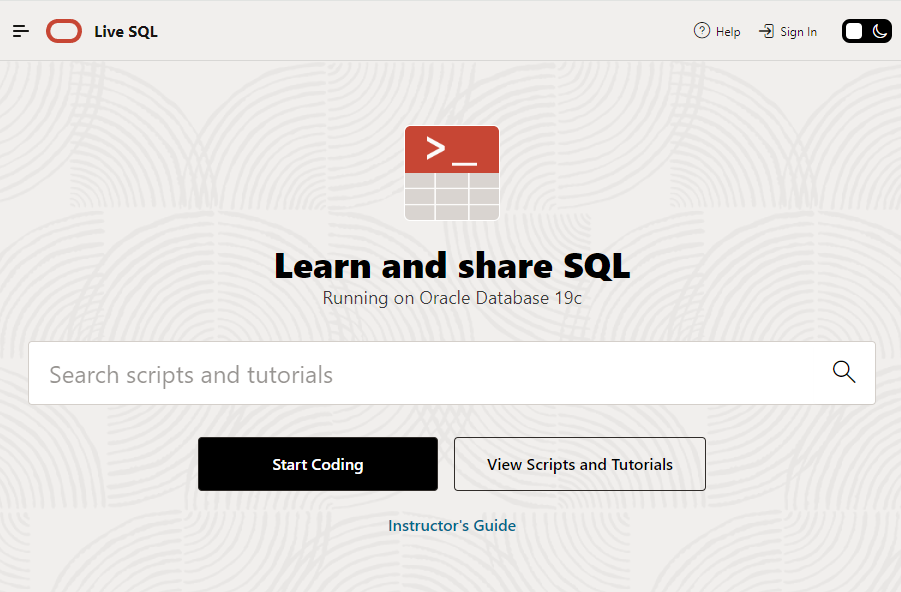 Live SQL
Help
Sign In
>_
Learn and share SQL
Running on Oracle Database 19c
Search scripts and tutorials
Start Coding
View Scripts and Tutorials
Instructor's Guide